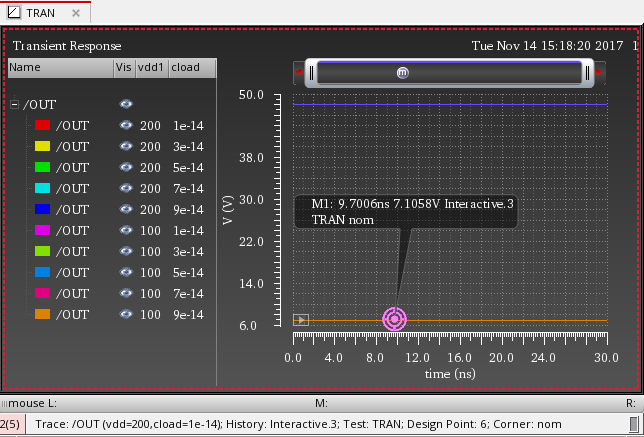 TRAN
Transient Response
Tue Nov 14 15:18:20 2017 1
Name Vis vdd1 cload
/OUT
/OUT 200 1e-14
/OUT 200 3e-14
/OUT 200 5e-14
/OUT 200 7e-14
/OUT 200 9e-14
/OUT 100 1e-14
/OUT 100 3e-14
/OUT 100 5e-14
/OUT 100 7e-14
/OUT 100 9e-14
m
50.0
38.0
30.0
22.0
14.0
6.0
V (V)
M1: 9.7006ns 7.1058V Interactive.3
TRAN nom
0.0 4.0 8.0 12.0 16.0 20.0 24.0 30.0
time (ns)
mouse L: M: R:
2(5) Trace: /OUT (vdd=200,cload=1e-14); History: Interactive.3; Test: TRAN; Design Point: 6; Corner: nom